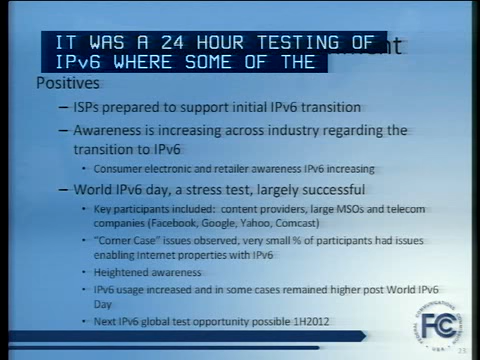 IT WAS A 24 HOUR TESTING OF
IPv6 WHERE SOME OF THE
Positives
– ISPs prepared to support initial IPv6 transition
– Awareness is increasing across industry regarding the
transition to IPv6
• Consumer electronic and retailer awareness IPv6 increasing
– World IPv6 day, a stress test, largely successful
• Key participants included: content providers, large MSOs and telecom
companies (Facebook, Google, Yahoo, Comcast)
• “Corner Case” issues observed, very small % of participants had issues
enabling Internet properties with IPv6
• Heightened awareness
• IPv6 usage increased and in some cases remained higher post World IPv6
Day
• Next IPv6 global test opportunity possible 1H2012
FEDERAL COMMUNICATIONS COMMISSION
FCC
USA
23